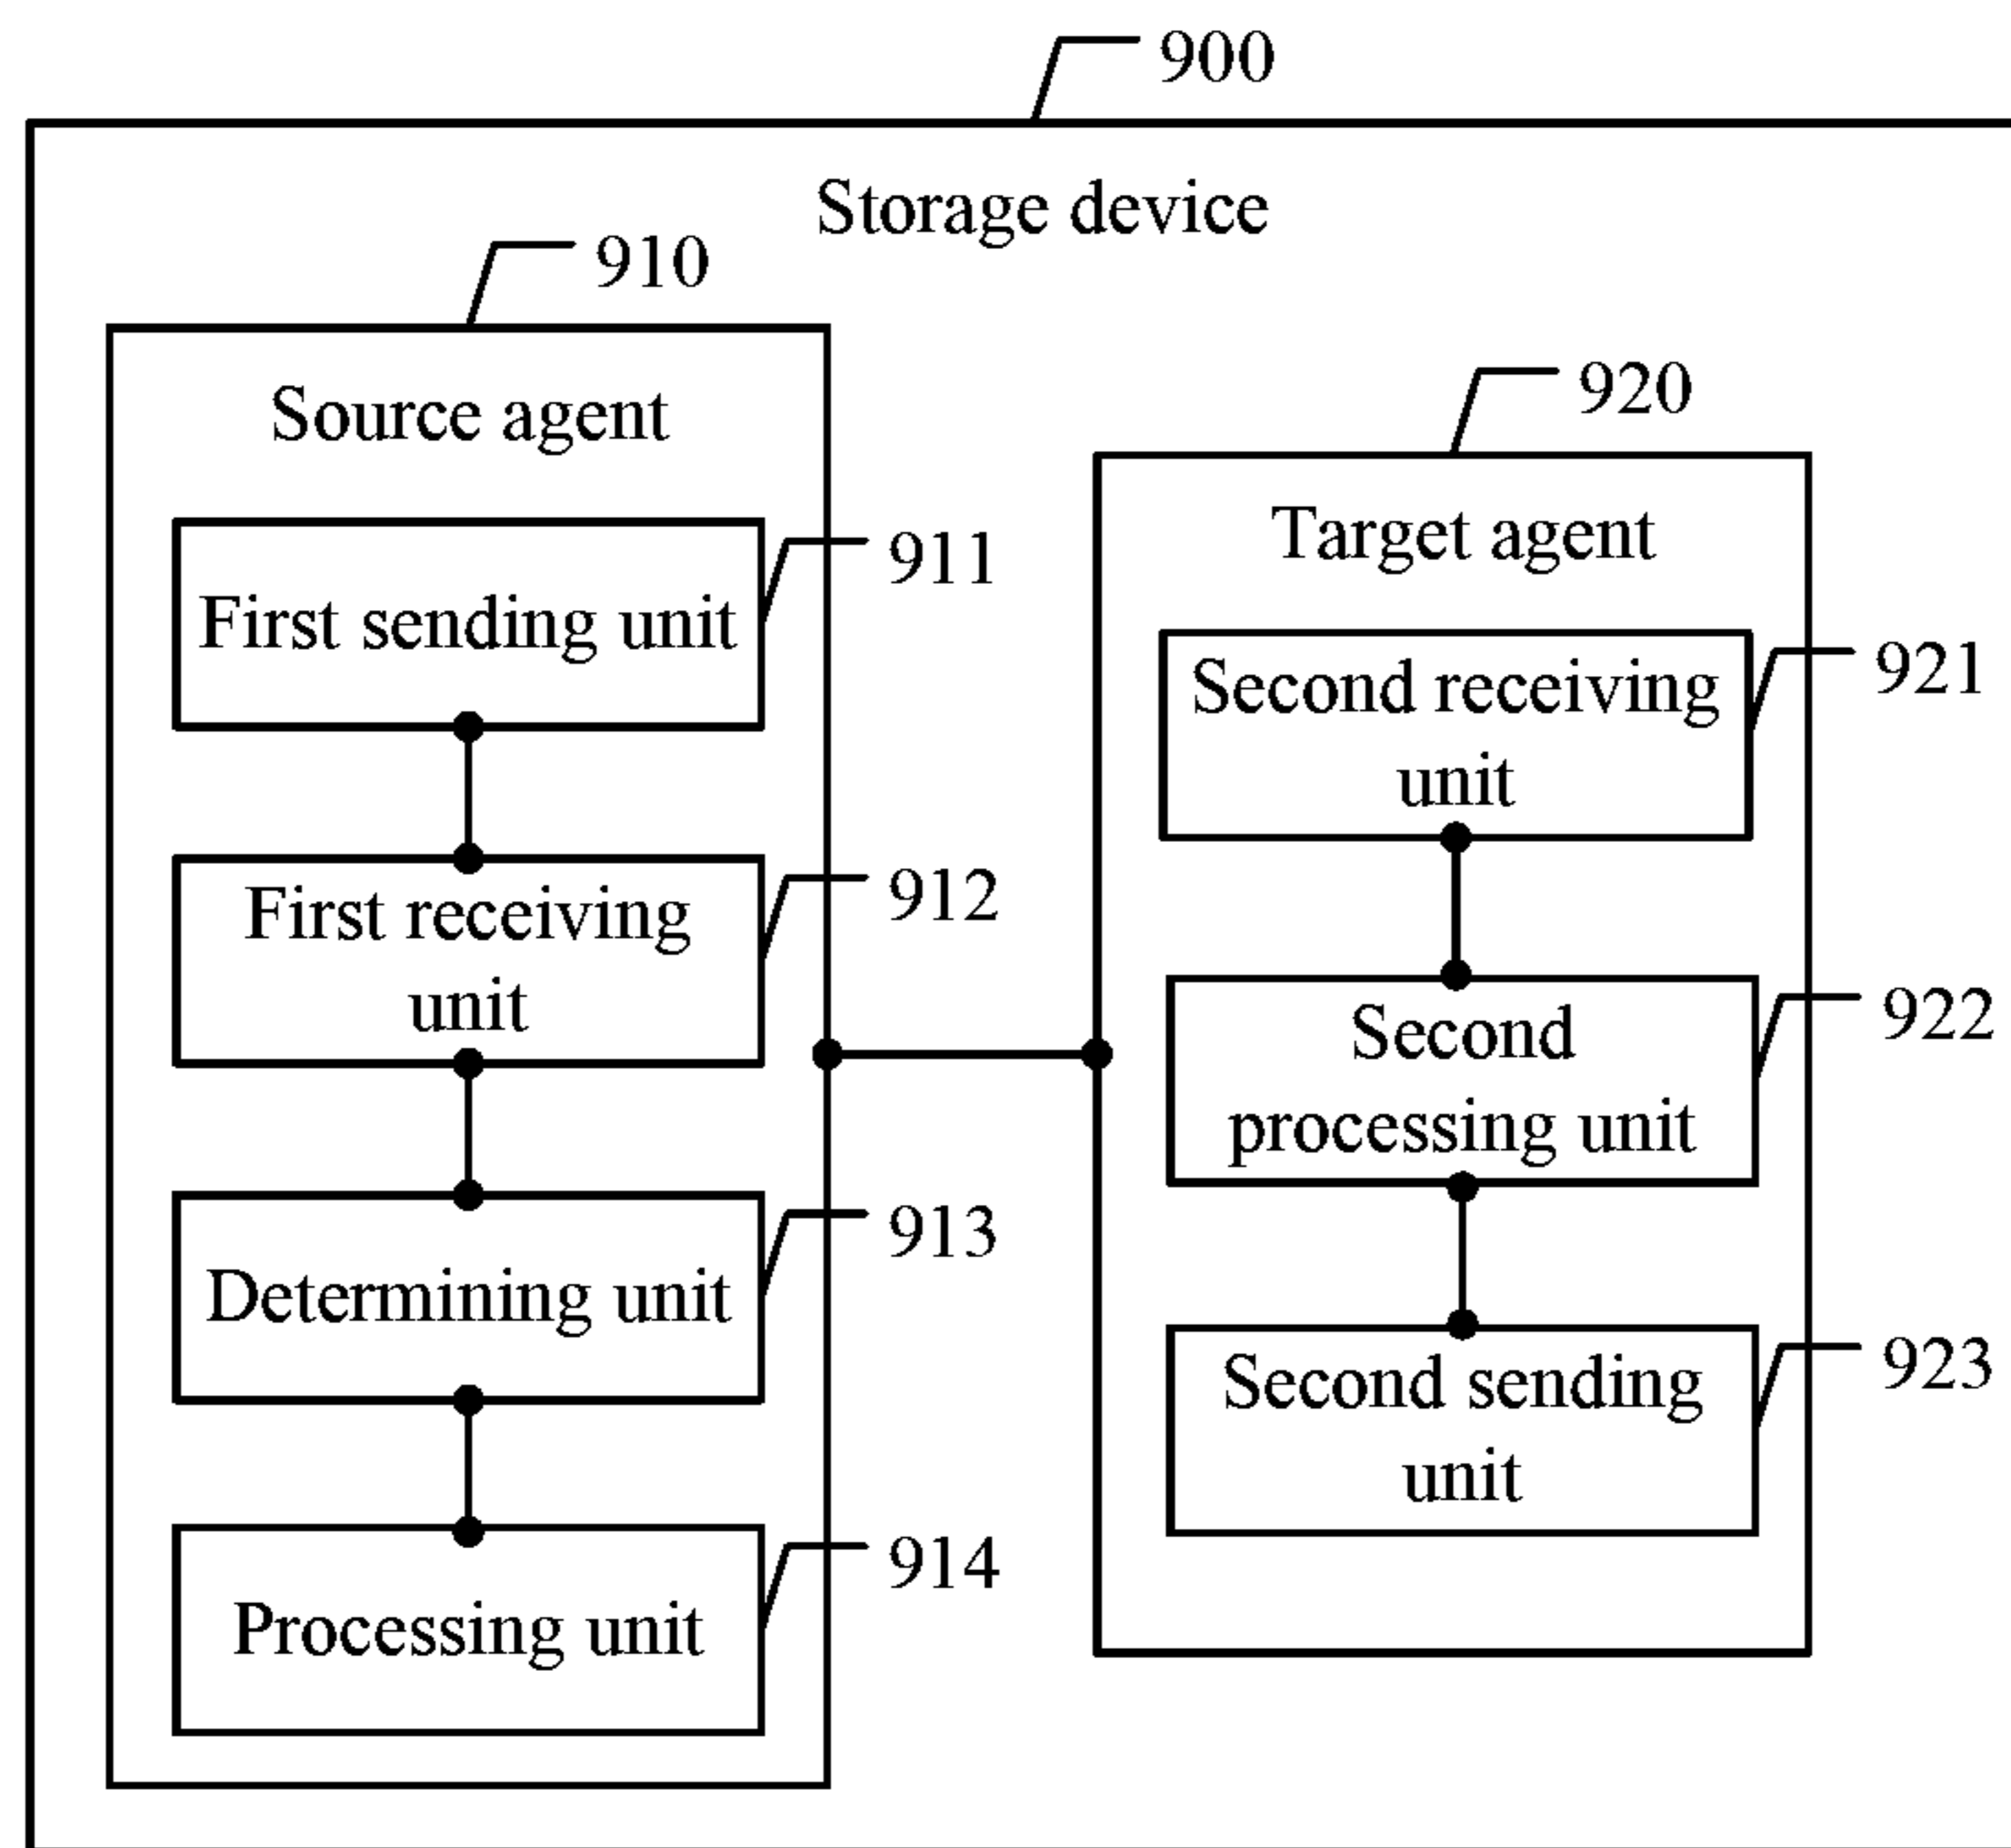 900
Storage device
910
Source agent
First sending unit
911
First receiving
unit
912
Determining unit
913
Processing unit
914
920
Target agent
Second receiving
unit
921
Second
processing unit
922
Second sending
unit
923